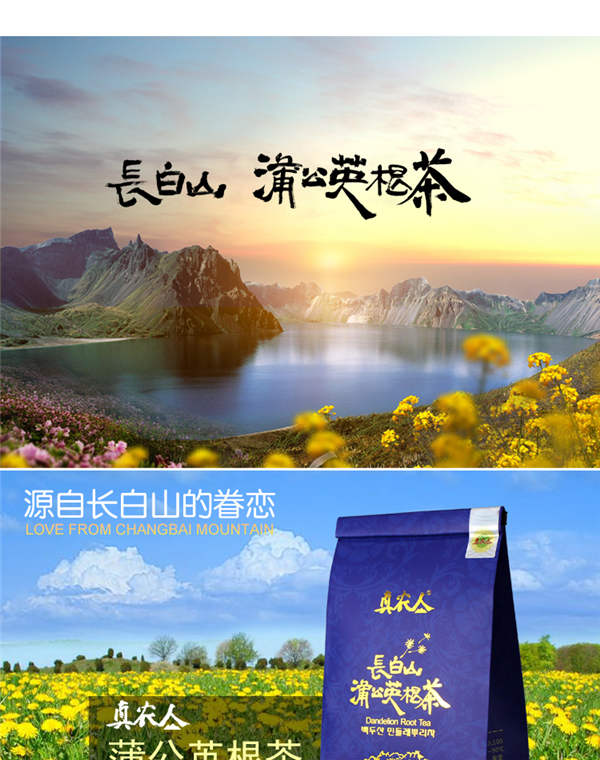 長白山 蒲公英根茶
源自长白山的眷恋
LOVE FROM CHANGBAI MOUNTAIN
真农人
長白山
蒲公英根茶
Dandelion Root Tea
백두산 민들레뿌리차
真农人
蒲公英根茶